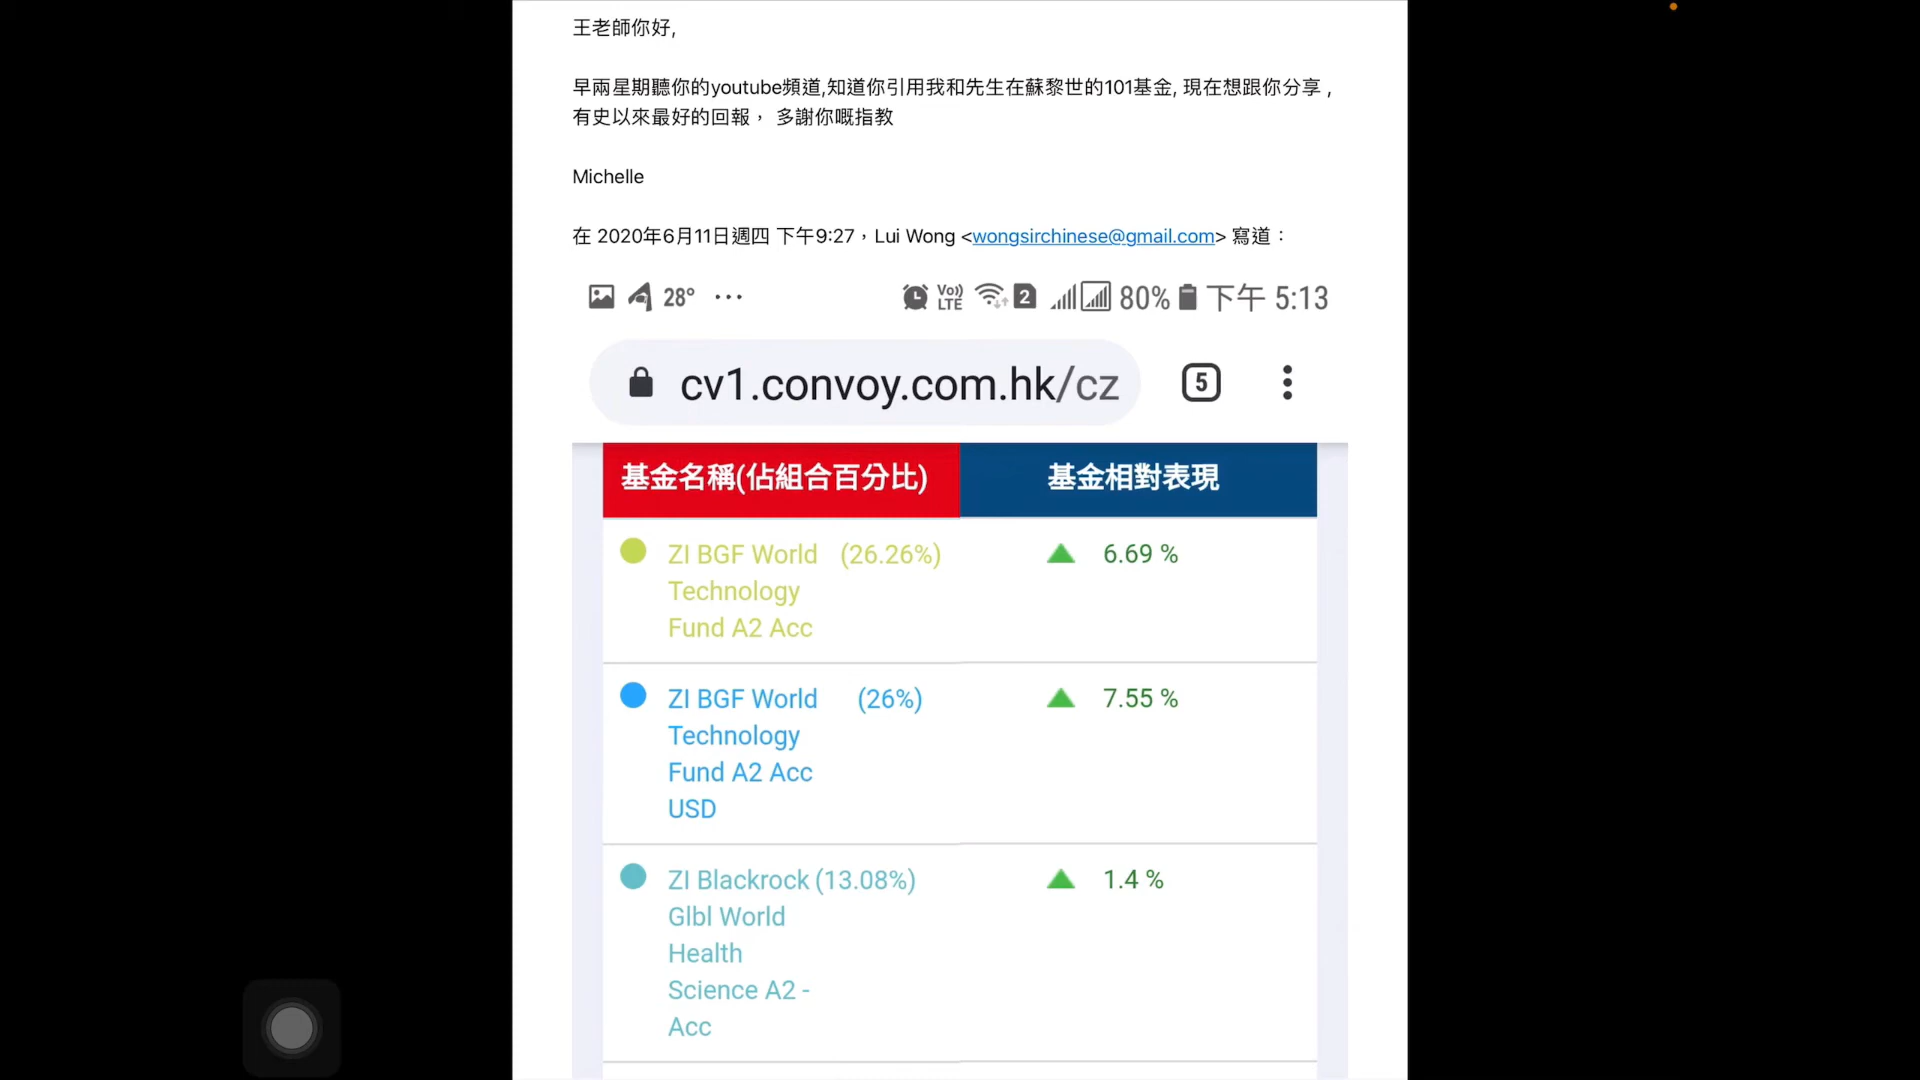 王老師你好,
早兩星期聽你的youtube頻道,知道你引用我和先生在蘇黎世的101基金, 現在想跟你分享 ,
有史以來最好的回報， 多謝你嘅指教
Michelle
在 2020年6月11日週四 下午9:27，Lui Wong <wongsirchinese@gmail.com> 寫道：
28° ··· Vo)) LTE 2 80% 下午 5:13
cv1.convoy.com.hk/cz 5
基金名稱(佔組合百分比) 基金相對表現
ZI BGF World (26.26%) 6.69 %
Technology
Fund A2 Acc
ZI BGF World (26%) 7.55 %
Technology
Fund A2 Acc
USD
ZI Blackrock (13.08%) 1.4 %
Glbl World
Health
Science A2 -
Acc